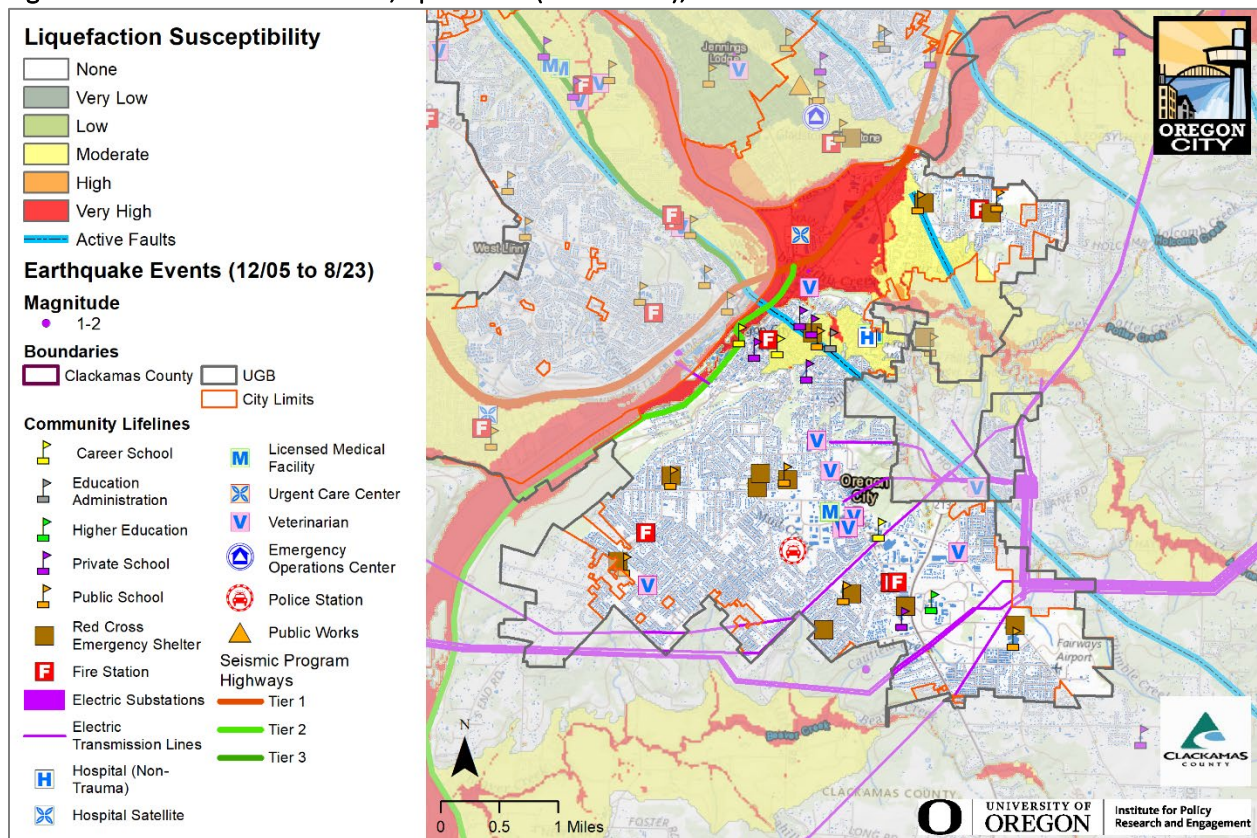 Liquefaction Susceptibility
None
Very Low
Low
Moderate
High
Very High
Active Faults
Earthquake Events (12/05 to 8/23)
Magnitude
1-2
Boundaries
Clackamas County
UGB
City Limits
Community Lifelines
Career School
Education
Administration
Higher Education
Private School
Public School
Red Cross
Emergency Shelter
Fire Station
Electric Substations
Electric
Transmission Lines
Hospital (Non-
Trauma)
Hospital Satellite
Licensed Medical
Facility
Urgent Care Center
Veterinarian
Emergency
Operations Center
Police Station
Public Works
Seismic Program
Highways
Tier 1
Tier 2
Tier 3
N
0 0.5 1 Miles
Jennings
Lodge
West Linn
Holcomb Creek
Potter Creek
Oregon
City
Fairways
Airport
Beaver Creek
CLACKAMAS COUNTY
OREGON
CITY
CLACKAMAS
COUNTY
O
UNIVERSITY OF
OREGON
Institute for Policy
Research and Engagement